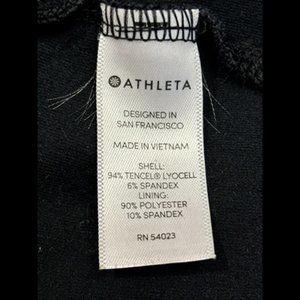 ATHLETA
DESIGNED IN
SAN FRANCISCO
MADE IN VIETNAM
SHELL:
94% TENCEL® LYOCELL
6% SPANDEX
LINING:
90% POLYESTER
10% SPANDEX
RN 54023